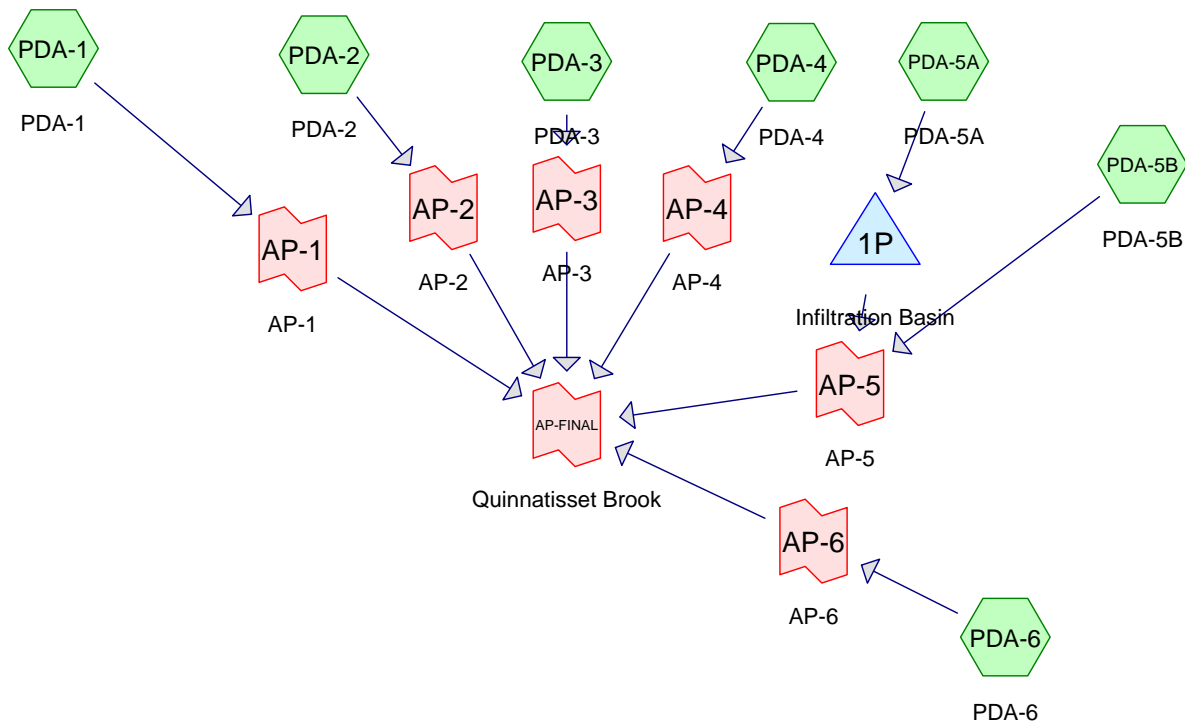 PDA-1
PDA-1
PDA-2
PDA-2
PDA-3
PDA-3
PDA-4
PDA-4
PDA-5A
PDA-5A
PDA-5B
PDA-5B
AP-1
AP-1
AP-2
AP-2
AP-3
AP-3
AP-4
AP-4
1P
Infiltration Basin
AP-5
AP-5
AP-FINAL
Quinnatisset Brook
AP-6
AP-6
PDA-6
PDA-6